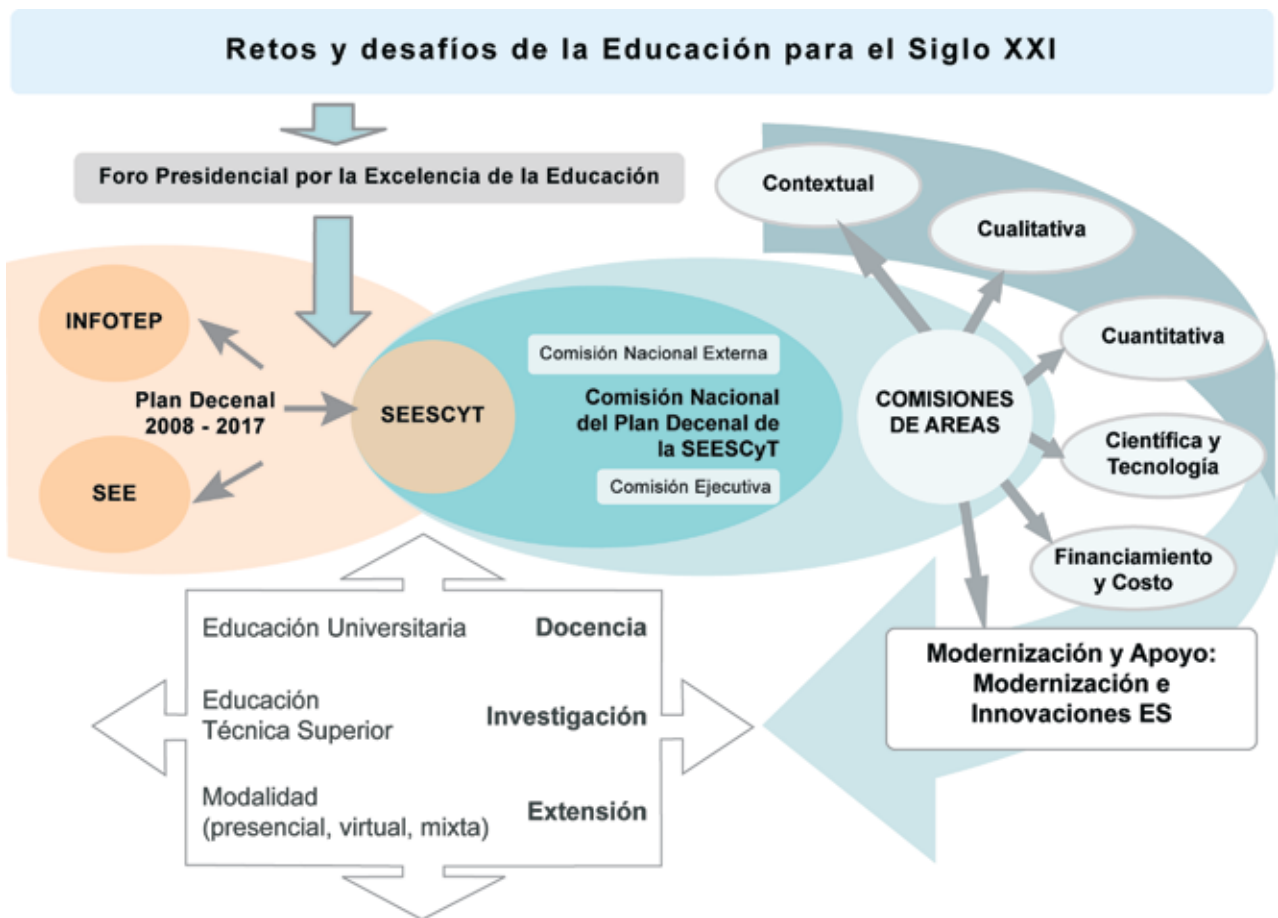 Retos y desafíos de la Educación para el Siglo XXI
Foro Presidencial por la Excelencia de la Educación
INFOTEP
Plan Decenal
2008 - 2017
SEE
SEESCYT
Comisión Nacional Externa
Comisión Nacional
del Plan Decenal de
la SEESCyT
Comisión Ejecutiva
COMISIONES
DE AREAS
Contextual
Cualitativa
Cuantitativa
Científica y
Tecnología
Financiamiento
y Costo
Modernización y Apoyo:
Modernización e
Innovaciones ES
Educación Universitaria
Docencia
Educación
Técnica Superior
Investigación
Modalidad
(presencial, virtual, mixta)
Extensión